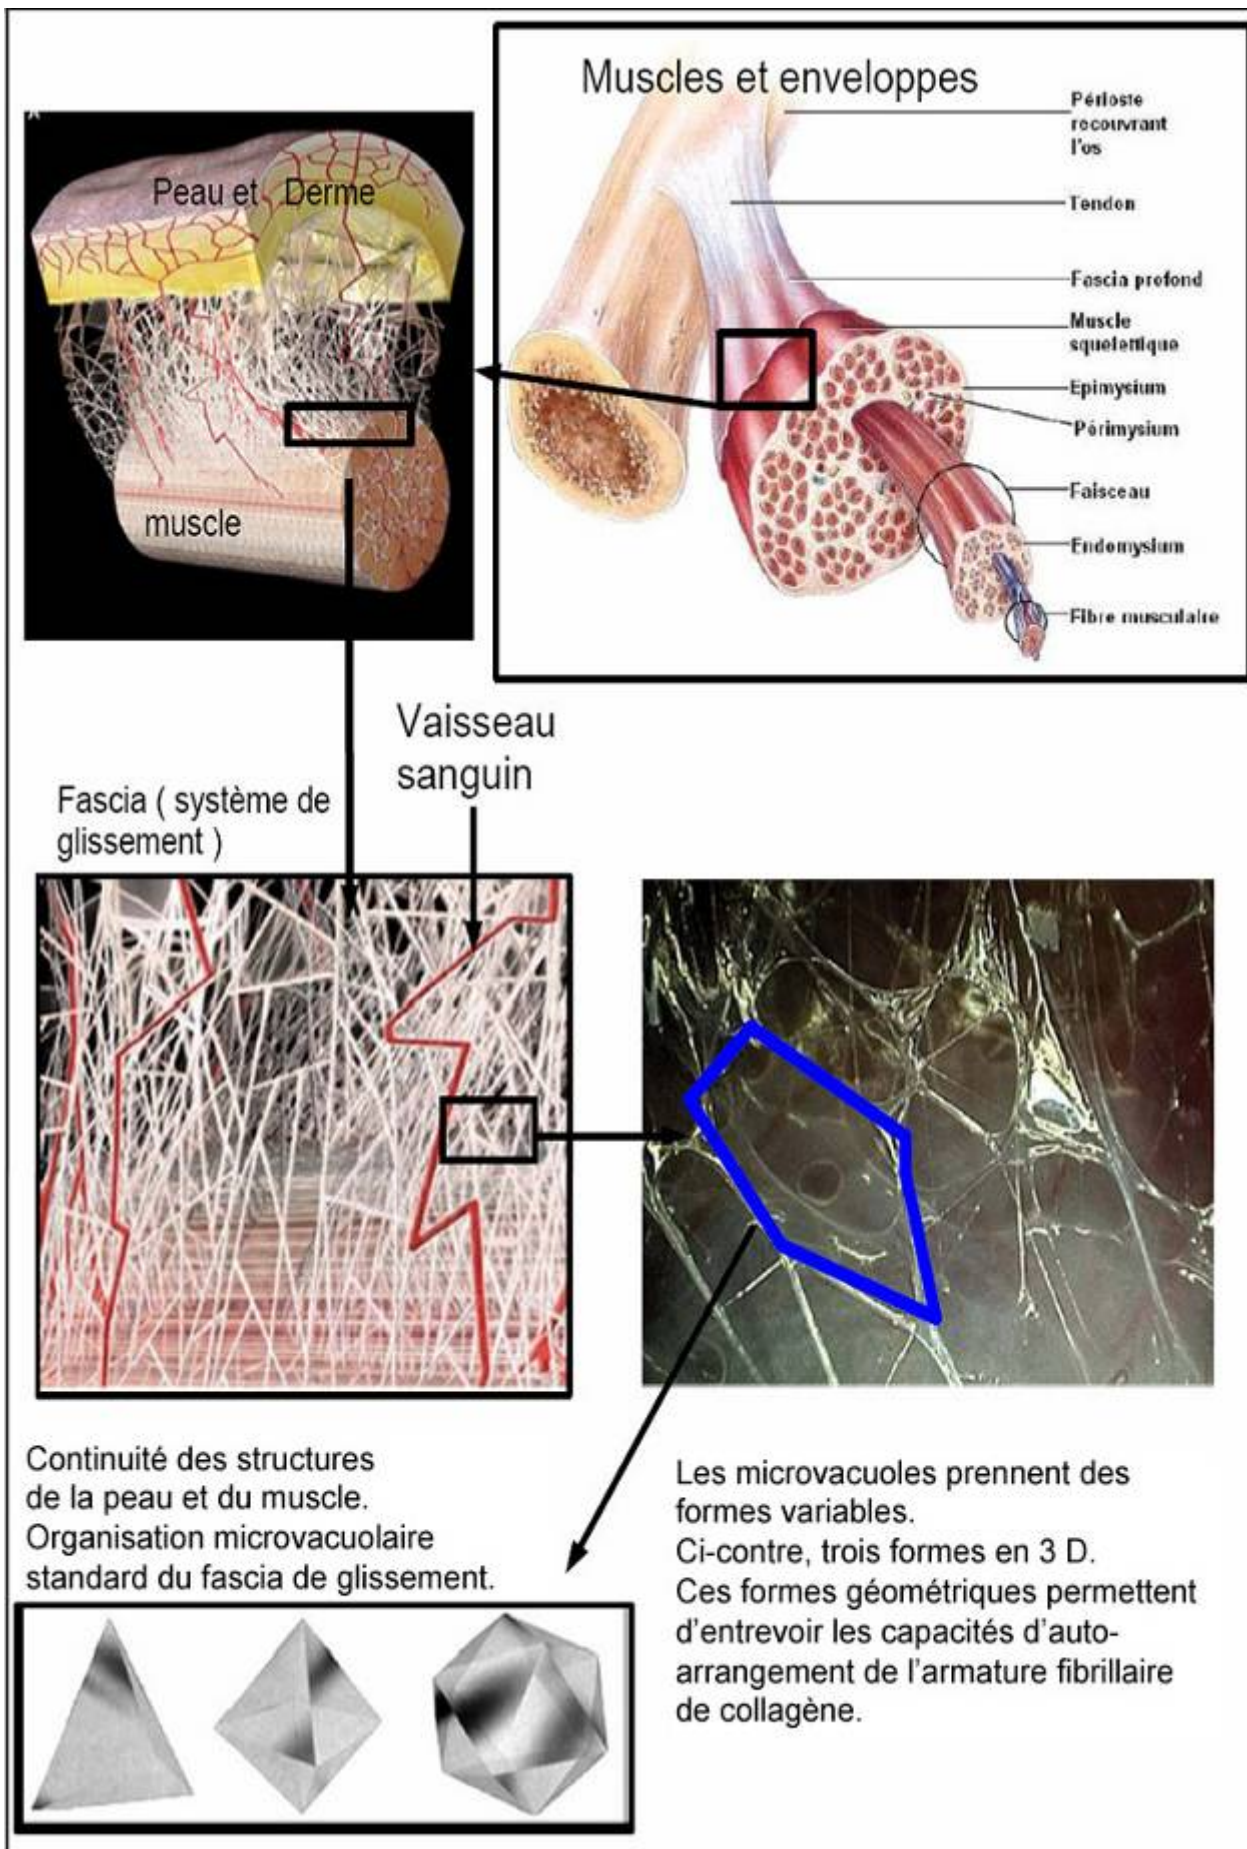 Muscles et enveloppes
Périoste
recouvrant
l'os
Tendon
Fascia profond
Muscle
squelettique
Epimysium
Périmysium
Faisceau
Endomysium
Fibre musculaire
Peau et Derme
muscle
Vaisseau
sanguin
Fascia ( système de
glissement )
Continuité des structures
de la peau et du muscle.
Organisation microvacuolaire
standard du fascia de glissement.
Les microvacuoles prennent des
formes variables.
Ci-contre, trois formes en 3 D.
Ces formes géométriques permettent
d'entrevoir les capacités d'auto-
arrangement de l'armature fibrillaire
de collagène.